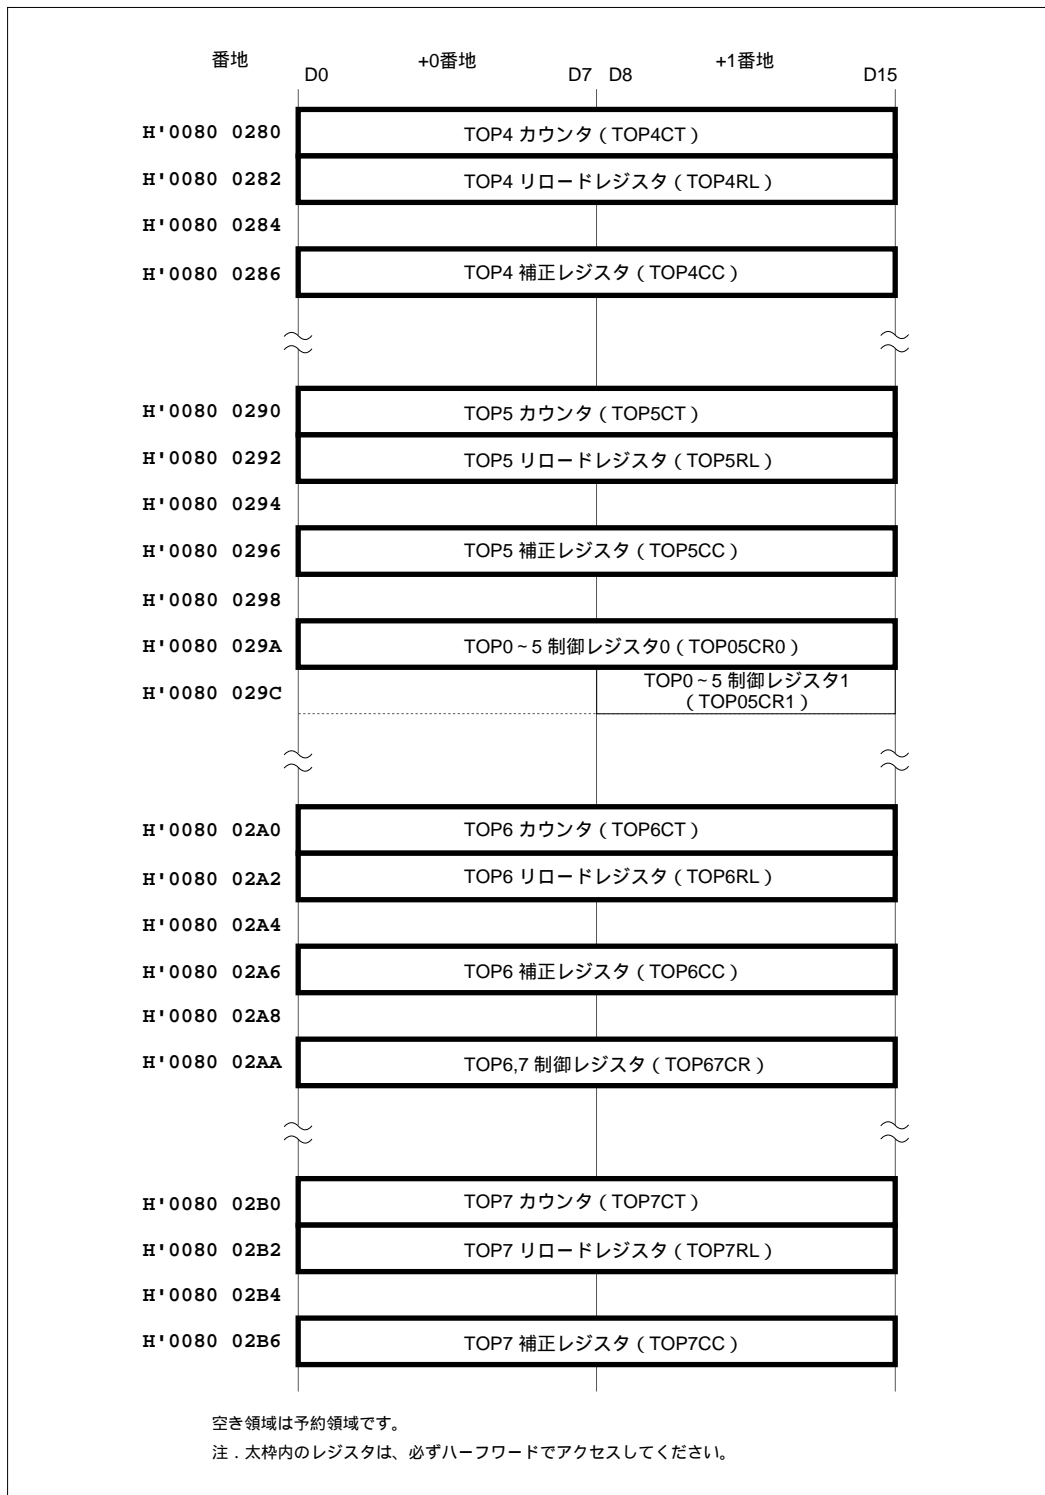 番地 +0番地 +1番地
D0 D7 D8 D15
H'0080 0280 TOP4 カウンタ ( TOP4CT )
H'0080 0282 TOP4 リロードレジスタ ( TOP4RL )
H'0080 0284
H'0080 0286 TOP4 補正レジスタ ( TOP4CC )
H'0080 0290 TOP5 カウンタ ( TOP5CT )
H'0080 0292 TOP5 リロードレジスタ ( TOP5RL )
H'0080 0294
H'0080 0296 TOP5 補正レジスタ ( TOP5CC )
H'0080 0298
H'0080 029A TOP0 ~ 5 制御レジスタ0 ( TOP05CR0 )
H'0080 029C TOP0 ~ 5 制御レジスタ1
( TOP05CR1 )
H'0080 02A0 TOP6 カウンタ ( TOP6CT )
H'0080 02A2 TOP6 リロードレジスタ ( TOP6RL )
H'0080 02A4
H'0080 02A6 TOP6 補正レジスタ ( TOP6CC )
H'0080 02A8
H'0080 02AA TOP6,7 制御レジスタ ( TOP67CR )
H'0080 02B0 TOP7 カウンタ ( TOP7CT )
H'0080 02B2 TOP7 リロードレジスタ ( TOP7RL )
H'0080 02B4
H'0080 02B6 TOP7 補正レジスタ ( TOP7CC )
空き領域は予約領域です。
注．太枠内のレジスタは、必ずハーフワードでアクセスしてください。